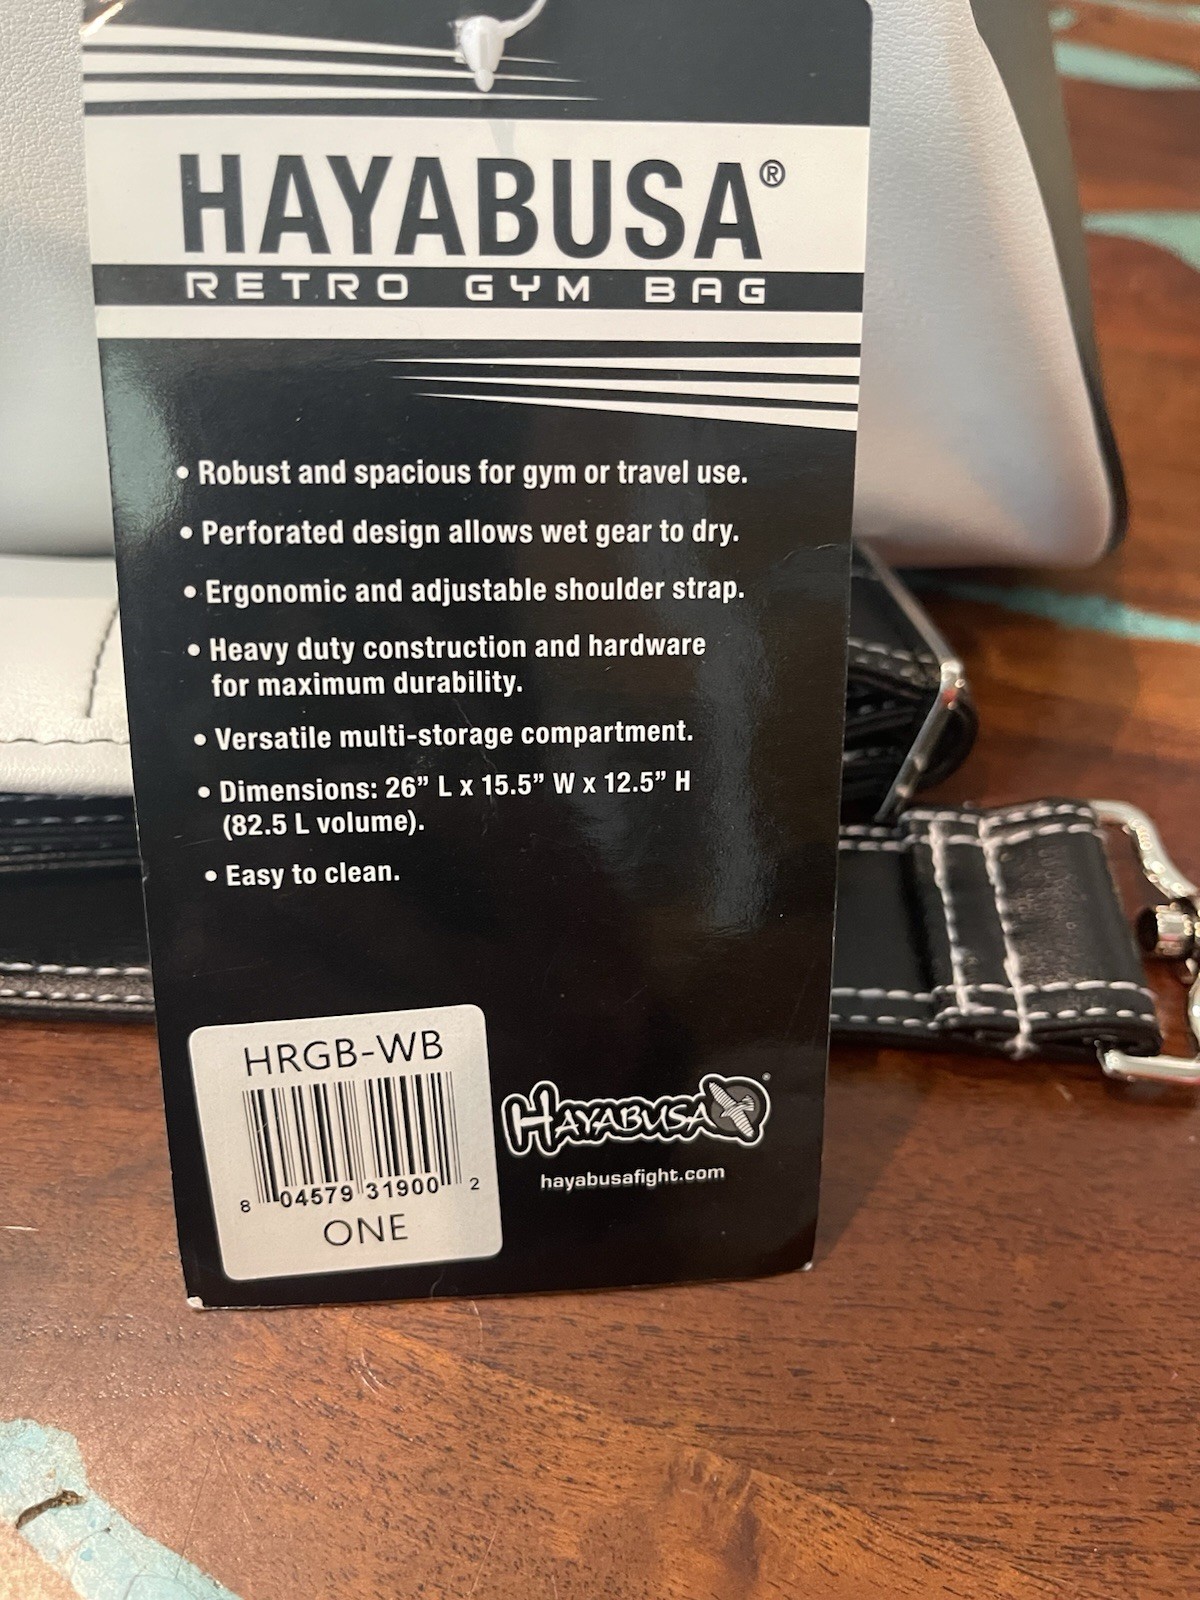 HAYABUSA®
RETRO GYM BAG
• Robust and spacious for gym or travel use.
• Perforated design allows wet gear to dry.
• Ergonomic and adjustable shoulder strap.
• Heavy duty construction and hardware
for maximum durability.
• Versatile multi-storage compartment.
• Dimensions: 26” L x 15.5” W x 12.5” H
(82.5 L volume).
• Easy to clean.
HRGB-WB
8 04579 31900 2
ONE
HAYABUSA®
hayabusafight.com